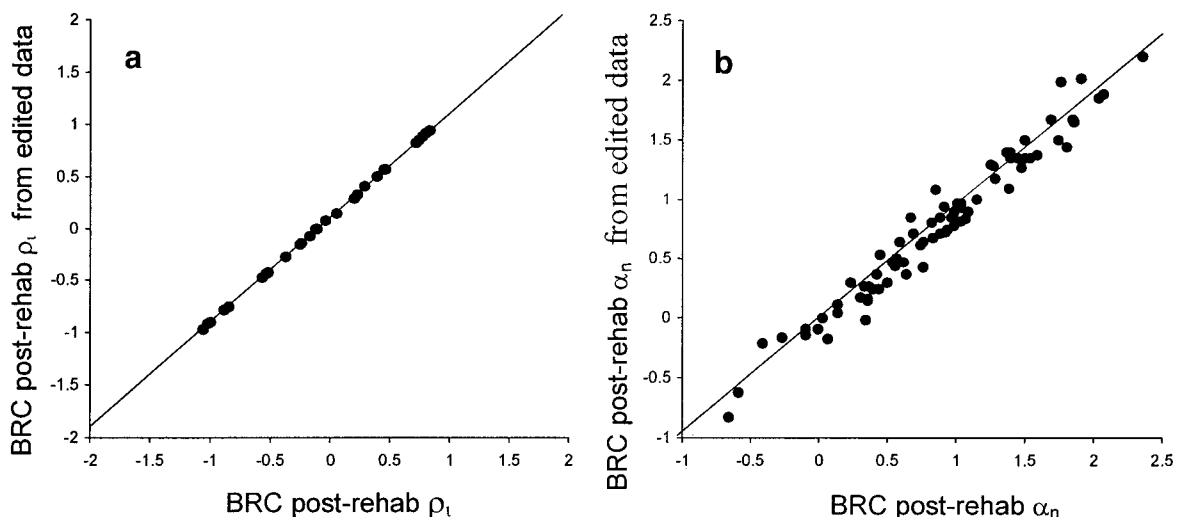 a
BRC post-rehab ρι from edited data
2
1.5
1
0.5
0
-0.5
-1
-1.5
-2
-2 -1.5 -1 -0.5 0 0.5 1 1.5 2
BRC post-rehab ρι
b
BRC post-rehab αn from edited data
2.5
2
1.5
1
0.5
0
-0.5
-1
-1 -0.5 0 0.5 1 1.5 2 2.5
BRC post-rehab αn